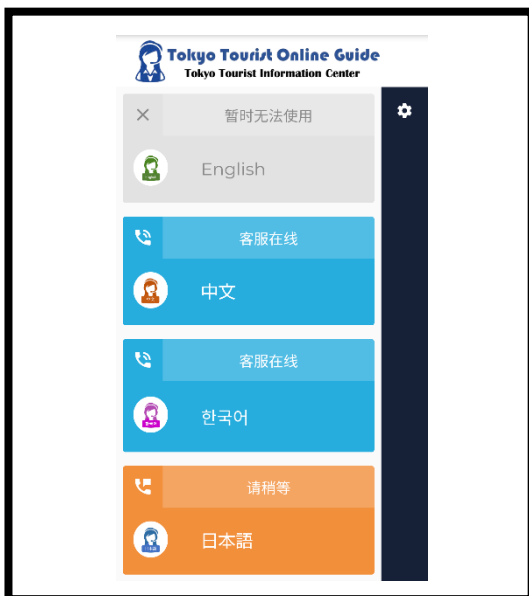 Tokyo Tourist Online Guide
Tokyo Tourist Information Center
暂时无法使用
English
客服在线
中文
客服在线
한국어
请稍等
日本語